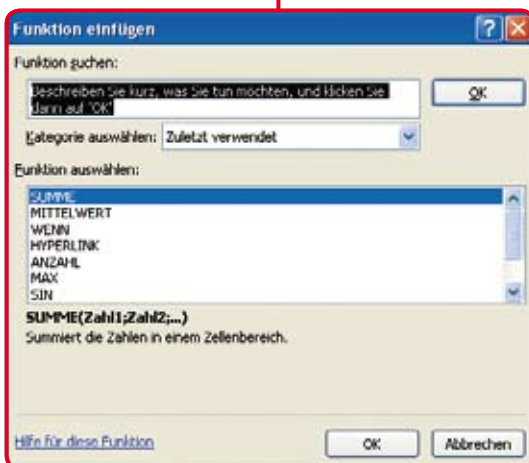 Funktion einfügen
Funktion suchen:
Beschreiben Sie kurz, was Sie tun möchten, und klicken Sie
dann auf "OK"
OK
Kategorie auswählen: Zuletzt verwendet
Funktion auswählen:
SUMME
MITTELWERT
WENN
HYPERLINK
ANZAHL
MAX
SIN
SUMME(Zahl1;Zahl2;...)
Summiert die Zahlen in einem Zellenbereich.
Hilfe für diese Funktion
OK
Abbrechen